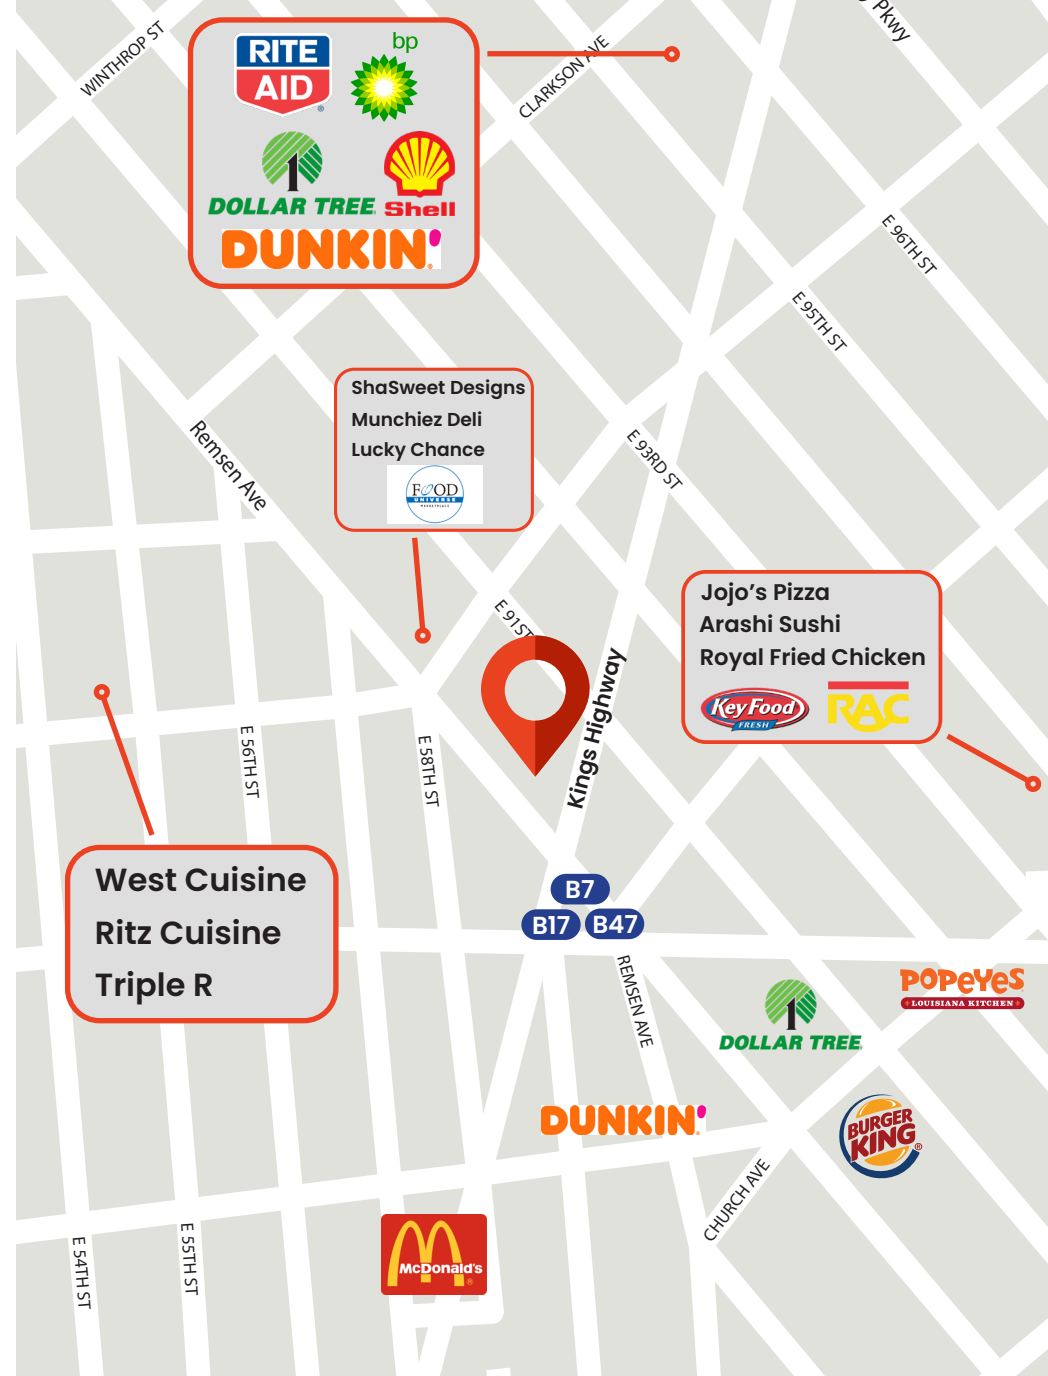 Pkwy
WINTHROP ST
RITE
AID
®
bp
CLARKSON AVE
DOLLAR TREE
Shell
DUNKIN'
E 96TH ST
E 95TH ST
ShaSweet Designs
Munchiez Deli
Lucky Chance
FOOD
UNIVERSE
MARKETPLACE
Remsen Ave
E 93RD ST
E 91ST
Jojo's Pizza
Arashi Sushi
Royal Fried Chicken
Key Food
FRESH
RAC
Kings Highway
E 56TH ST
E 58TH ST
West Cuisine
Ritz Cuisine
Triple R
B7
B17
B47
REMSEN AVE
POPEYES
LOUISIANA KITCHEN
DOLLAR TREE
DUNKIN'
BURGER
KING
®
CHURCH AVE
McDonald's
®
E 54TH ST
E 55TH ST